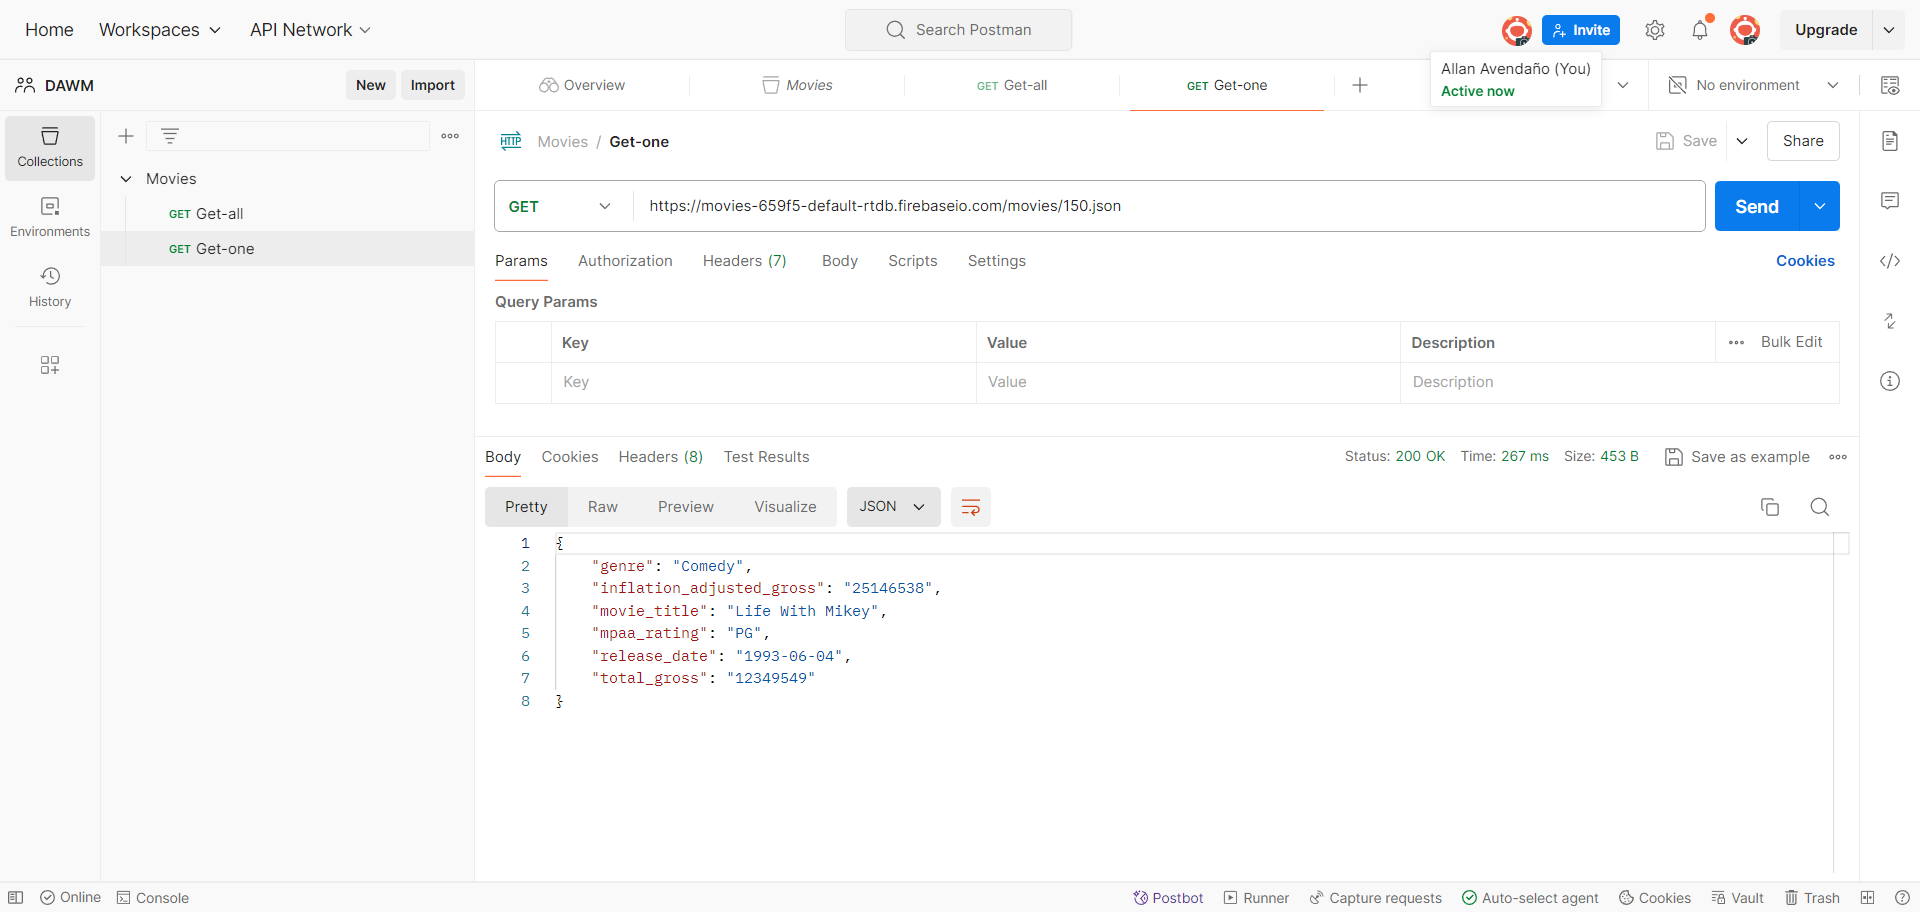 Home Workspaces API Network Search Postman Invite Upgrade
Allan Avendaño (You)
Active now
DAWM New Import Overview Movies GET Get-all GET Get-one No environment
Collections
Environments
History
Movies
GET Get-all
GET Get-one
HTTP Movies / Get-one Save Share
GET https://movies-659f5-default-rtdb.firebaseio.com/movies/150.json Send
Params Authorization Headers (7) Body Scripts Settings Cookies
Query Params
Key Value Description Bulk Edit
Key Value Description
Body Cookies Headers (8) Test Results Status: 200 OK Time: 267 ms Size: 453 B Save as example
Pretty Raw Preview Visualize JSON
1 {
2 "genre": "Comedy",
3 "inflation_adjusted_gross": "25146538",
4 "movie_title": "Life With Mikey",
5 "mpaa_rating": "PG",
6 "release_date": "1993-06-04",
7 "total_gross": "12349549"
8 }
Online Console Postbot Runner Capture requests Auto-select agent Cookies Vault Trash